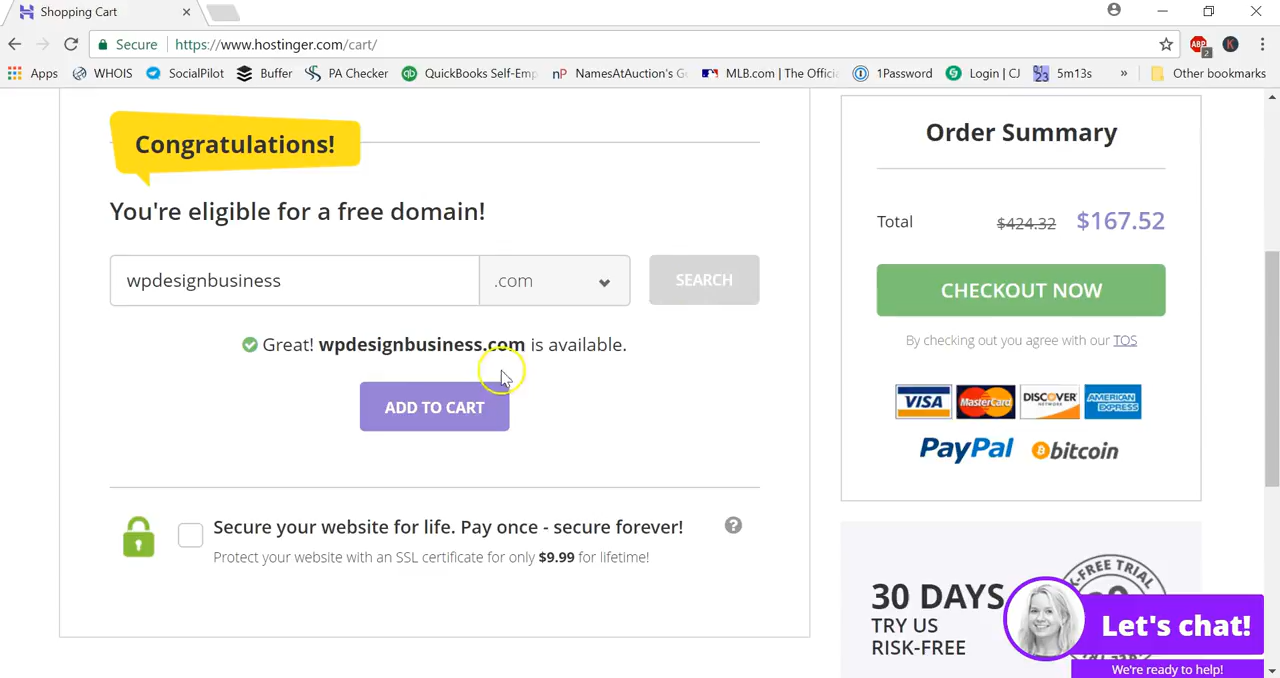 Shopping Cart
Secure https://www.hostinger.com/cart/
Apps WHOIS SocialPilot Buffer PA Checker QuickBooks Self-Emp NamesAtAuction's Go MLB.com | The Offici 1Password Login | CJ 5m13s » Other bookmarks
Congratulations!
You're eligible for a free domain!
wpdesignbusiness .com SEARCH
Great! wpdesignbusiness.com is available.
ADD TO CART
Secure your website for life. Pay once - secure forever!
Protect your website with an SSL certificate for only $9.99 for lifetime!
Order Summary
Total $424.32 $167.52
CHECKOUT NOW
By checking out you agree with our TOS
VISA MasterCard DISCOVER NETWORK AMERICAN EXPRESS
PayPal bitcoin
30 DAYS
TRY US
RISK-FREE
Let's chat!
We're ready to help!